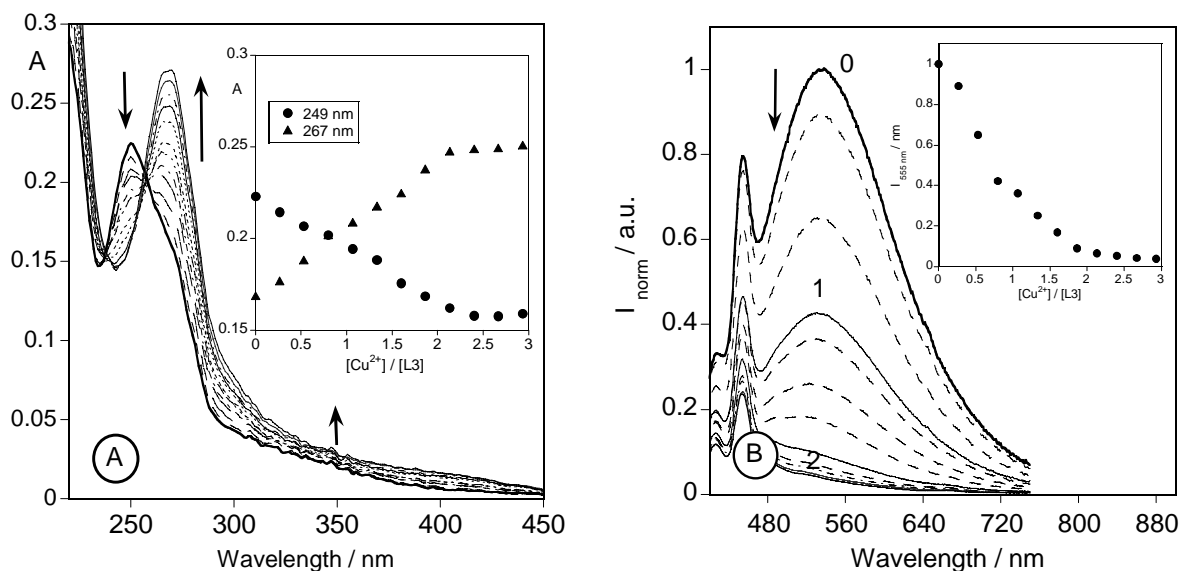 0.3
A
0.25
0.2
0.15
0.1
0.05
0
250 300 350 400 450
Wavelength / nm
A
0.3
A
0.25
0.2
0.15
249 nm
267 nm
0 0.5 1 1.5 2 2.5 3
[Cu²⁺] / [L3]
I norm / a.u.
1
0.8
0.6
0.4
0.2
0
480 560 640 720 800 880
Wavelength / nm
B
0
1
2
I 555 nm / nm
1
0.8
0.6
0.4
0.2
0
0 0.5 1 1.5 2 2.5 3
[Cu²⁺] / [L3]